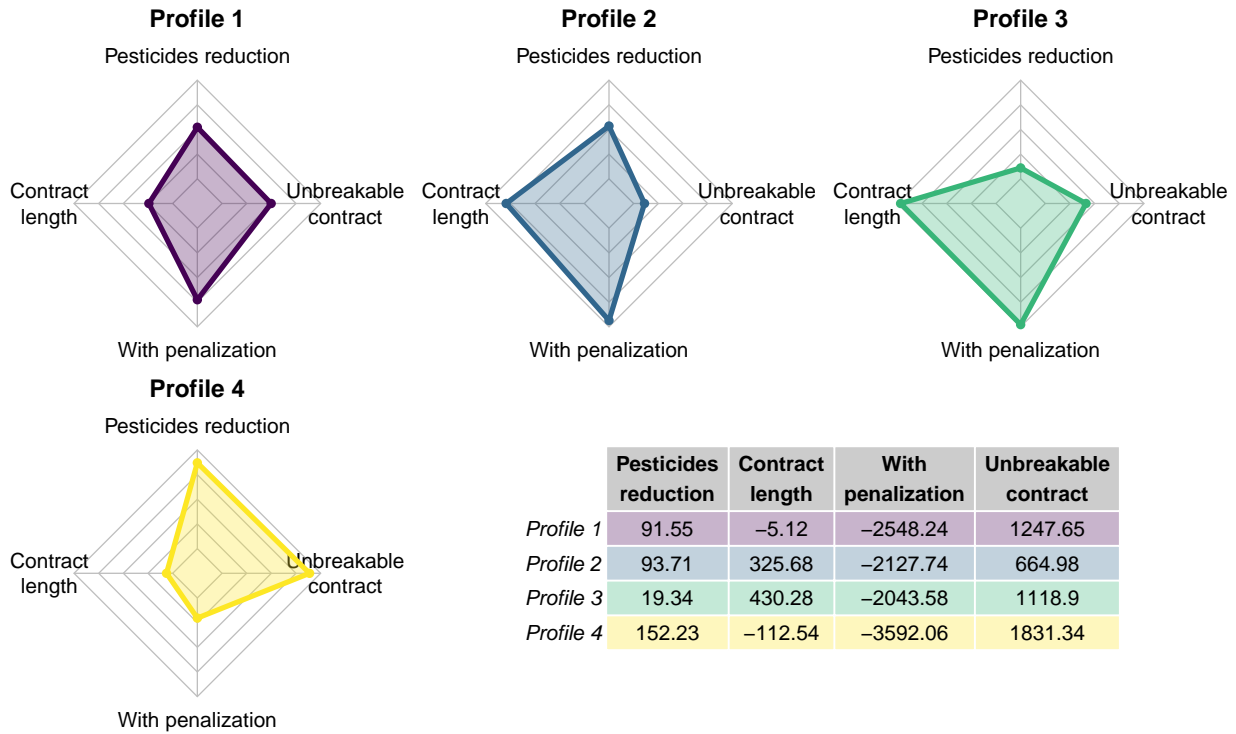 Profile 1
Pesticides reduction
Contract
length
Unbreakable
contract
With penalization
Profile 2
Pesticides reduction
Contract
length
Unbreakable
contract
With penalization
Profile 3
Pesticides reduction
Contract
length
Unbreakable
contract
With penalization
Profile 4
Pesticides reduction
Contract
length
Unbreakable
contract
With penalization
Pesticides Contract With Unbreakable
reduction length penalization contract
Profile 1 91.55 −5.12 −2548.24 1247.65
Profile 2 93.71 325.68 −2127.74 664.98
Profile 3 19.34 430.28 −2043.58 1118.9
Profile 4 152.23 −112.54 −3592.06 1831.34